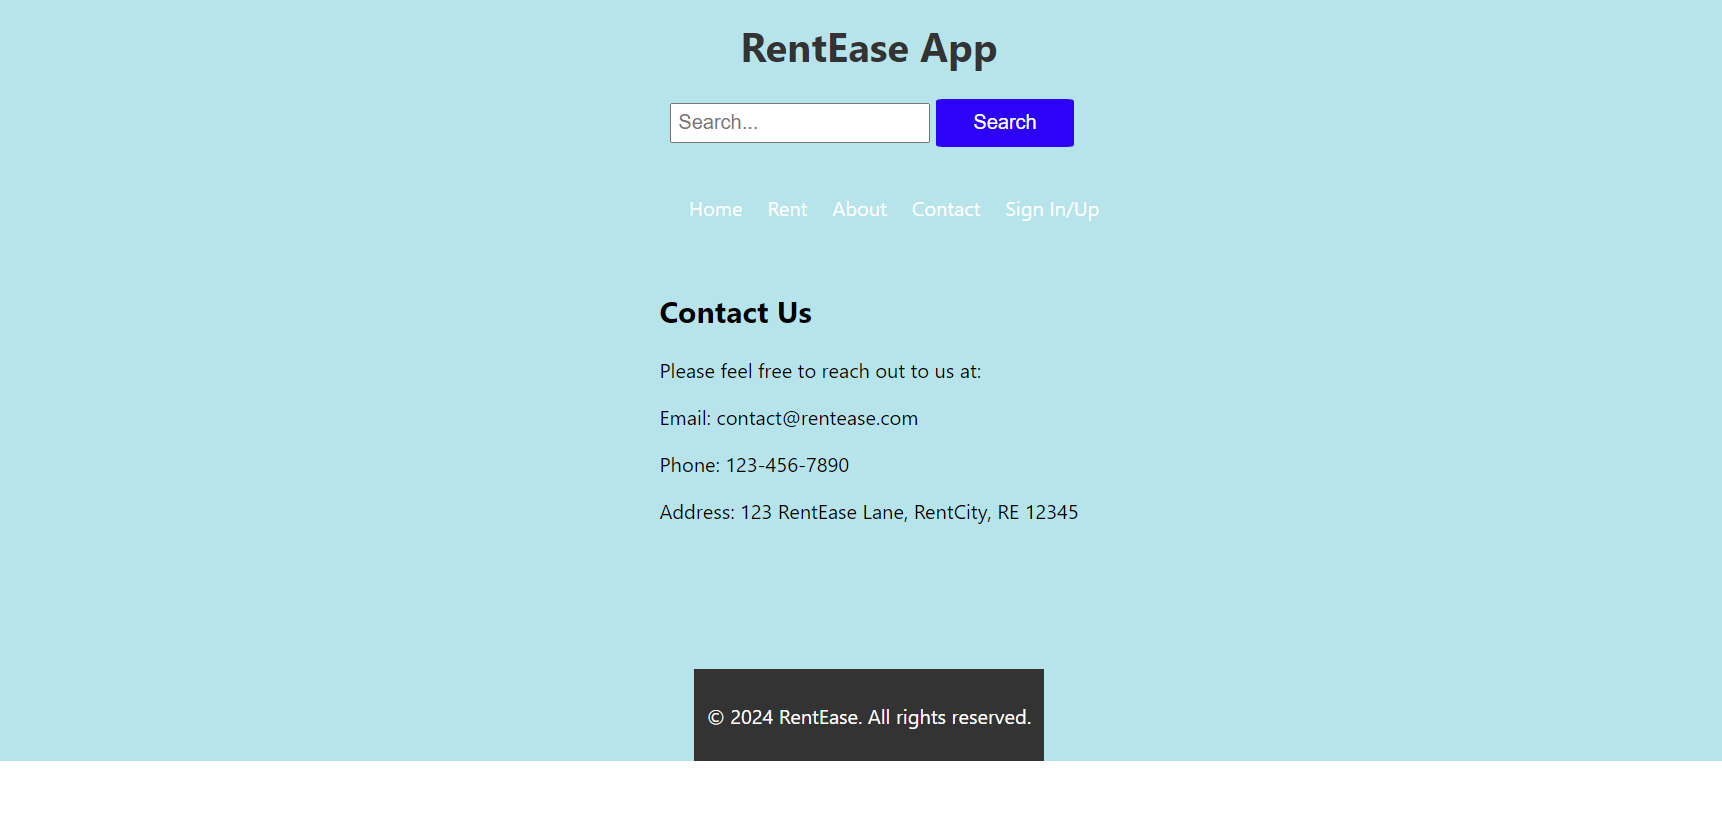 RentEase App
Search... Search
Home Rent About Contact Sign In/Up
Contact Us
Please feel free to reach out to us at:
Email: contact@rentease.com
Phone: 123-456-7890
Address: 123 RentEase Lane, RentCity, RE 12345
© 2024 RentEase. All rights reserved.